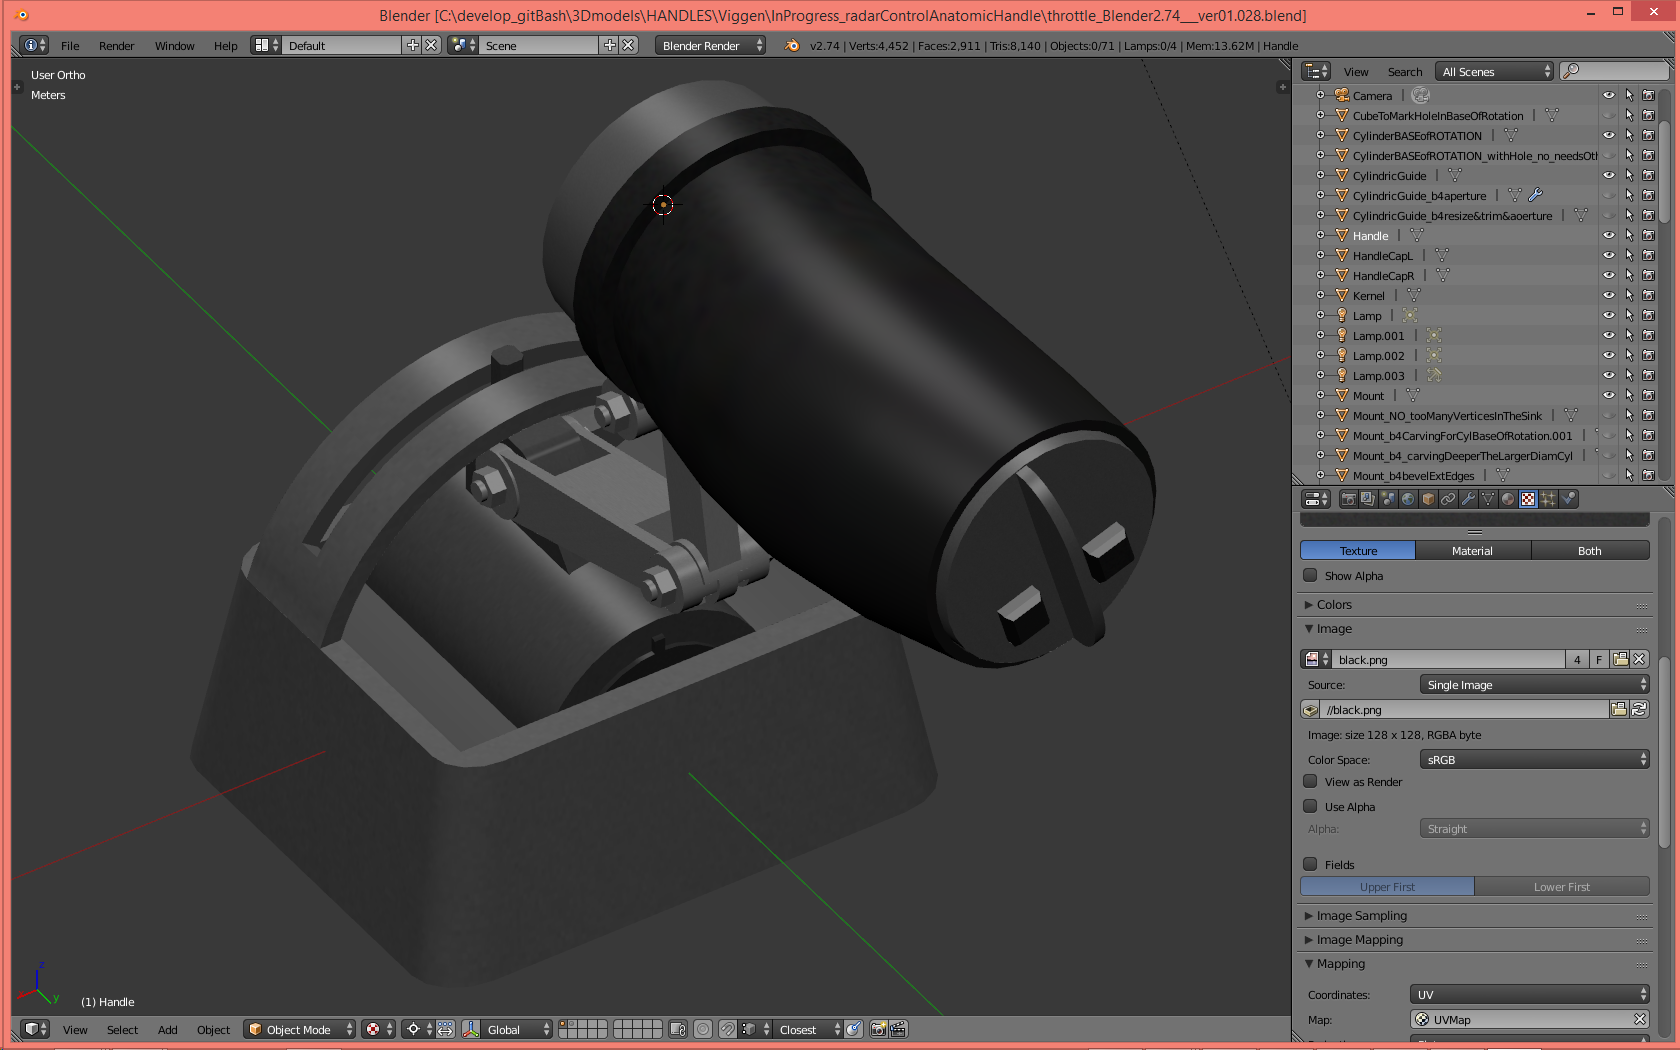 Blender [C:\develop_gitBash\3Dmodels\HANDLES\Viggen\InProgress_radarControlAnatomicHandle\throttle_Blender2.74__ver01.028.blend]
File Render Window Help Default Scene Blender Render v2.74 | Verts:4,452 | Faces:2,911 | Tris:8,140 | Objects:0/71 | Lamps:0/4 | Mem:13.62M | Handle
User Ortho
Meters
(1) Handle
z
x
y
View Select Add Object Object Mode Global Closest
View Search All Scenes
Camera
CubeToMarkHoleInBaseOfRotation
CylinderBASEofROTATION
CylinderBASEofROTATION_withHole_no_needsOtl
CylindricGuide
CylindricGuide_b4aperture
CylindricGuide_b4resize&trim&aoerture
Handle
HandleCapL
HandleCapR
Kernel
Lamp
Lamp.001
Lamp.002
Lamp.003
Mount
Mount_NO_tooManyVerticesInTheSink
Mount_b4CarvingForCylBaseOfRotation.001
Mount_b4_carvingDeeperTheLargerDiamCyl
Mount_b4bevelExtEdges
Texture Material Both
Show Alpha
Colors
Image
black.png 4 F
Source: Single Image
//black.png
Image: size 128 x 128, RGBA byte
Color Space: sRGB
View as Render
Use Alpha
Alpha: Straight
Fields
Upper First Lower First
Image Sampling
Image Mapping
Mapping
Coordinates: UV
Map: UVMap